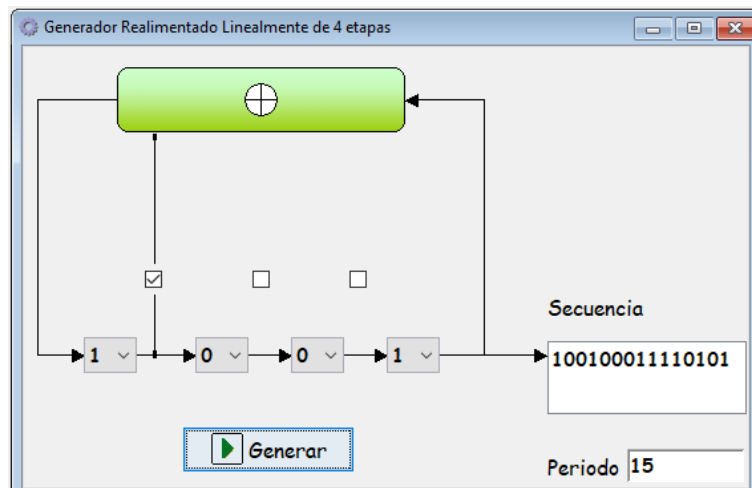 Generador Realimentado Linealmente de 4 etapas
1 0 0 1
Secuencia
100100011110101
Generar
Periodo 15